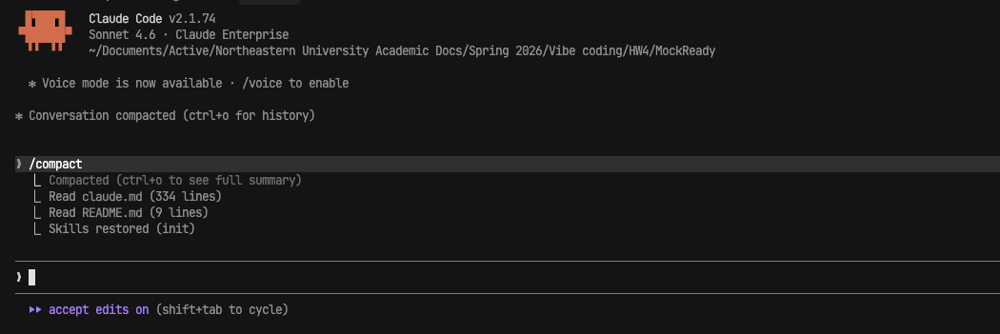 Claude Code v2.1.74
Sonnet 4.6 · Claude Enterprise
~/Documents/Active/Northeastern University Academic Docs/Spring 2026/Vibe coding/HW4/MockReady
✻ Voice mode is now available · /voice to enable
✻ Conversation compacted (ctrl+o for history)
❯ /compact
⎿ Compacted (ctrl+o to see full summary)
⎿ Read claude.md (334 lines)
⎿ Read README.md (9 lines)
⎿ Skills restored (init)
❯
⏵⏵ accept edits on (shift+tab to cycle)